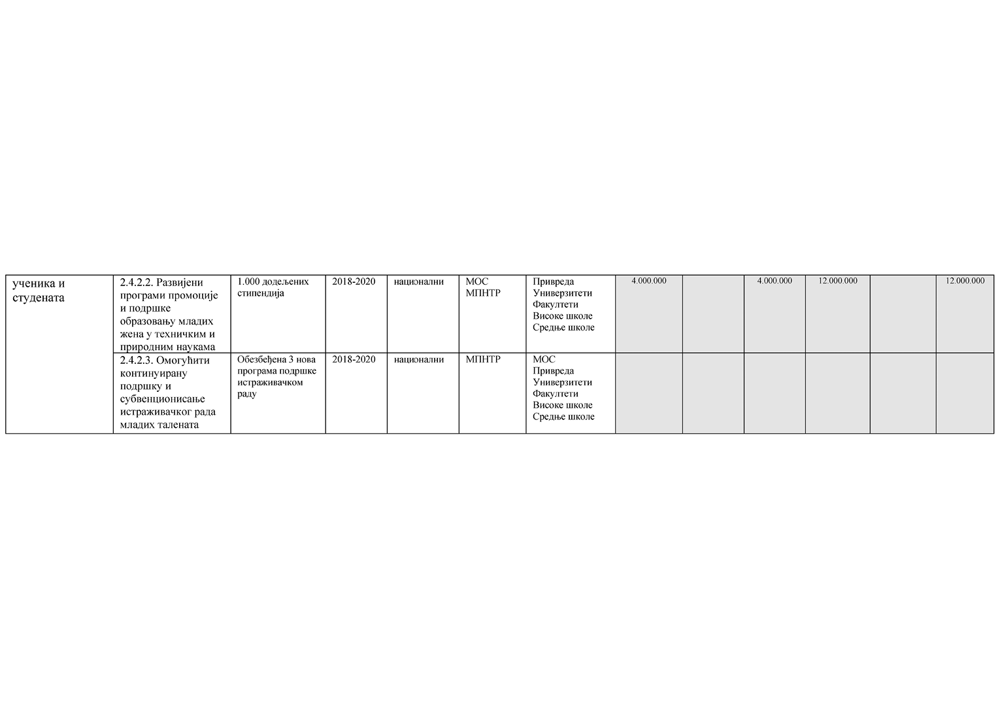 ученика и
студената
2.4.2.2. Развијени
програми промоције
и подршке
образовању младих
жена у техничким и
природним наукама
1.000 додељених
стипендија
2018-2020
национални
МОС
МПНТР
Привреда
Универзитети
Факултети
Високе школе
Средње школе
4.000.000
4.000.000
12.000.000
12.000.000
2.4.2.3. Омогућити
континуирану
подршку и
субвенционисање
истраживачког рада
младих талената
Обезбеђена 3 нова
програма подршке
истраживачком
раду
2018-2020
национални
МПНТР
МОС
Привреда
Универзитети
Факултети
Високе школе
Средње школе